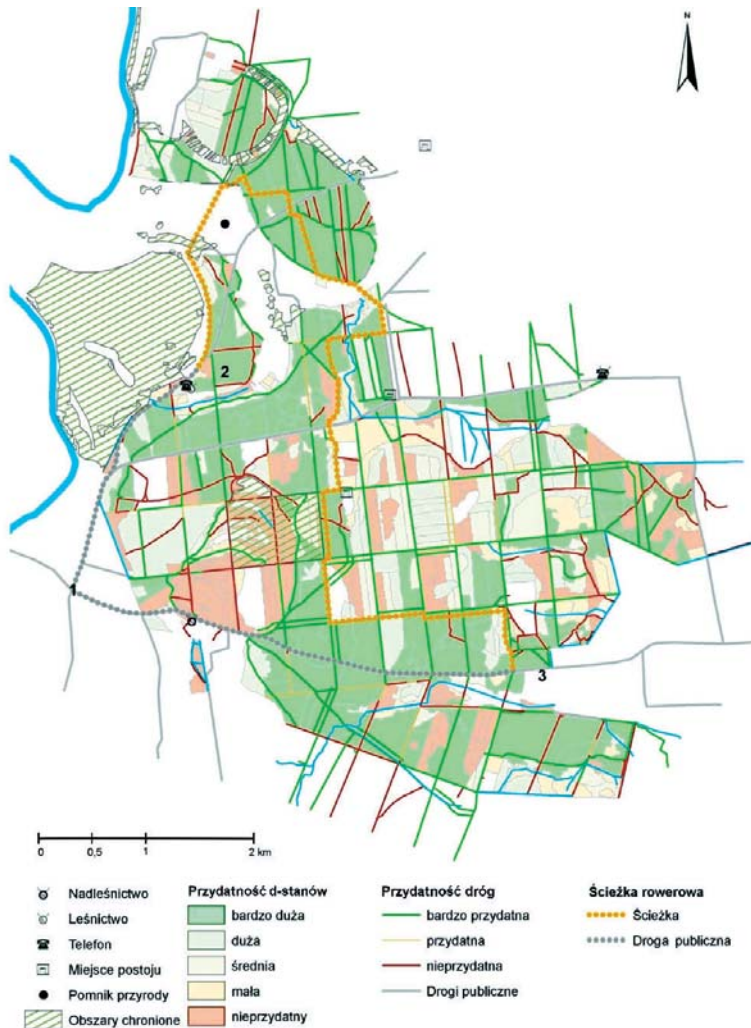 N
2
1
3
0 0,5 1 2 km
Nadleśnictwo
Leśnictwo
Telefon
Miejsce postoju
Pomnik przyrody
Obszary chronione
Przydatność d-stanów
bardzo duża
duża
średnia
mała
nieprzydatny
Przydatność dróg
bardzo przydatna
przydatna
nieprzydatna
Drogi publiczne
Ścieżka rowerowa
Ścieżka
Droga publiczna